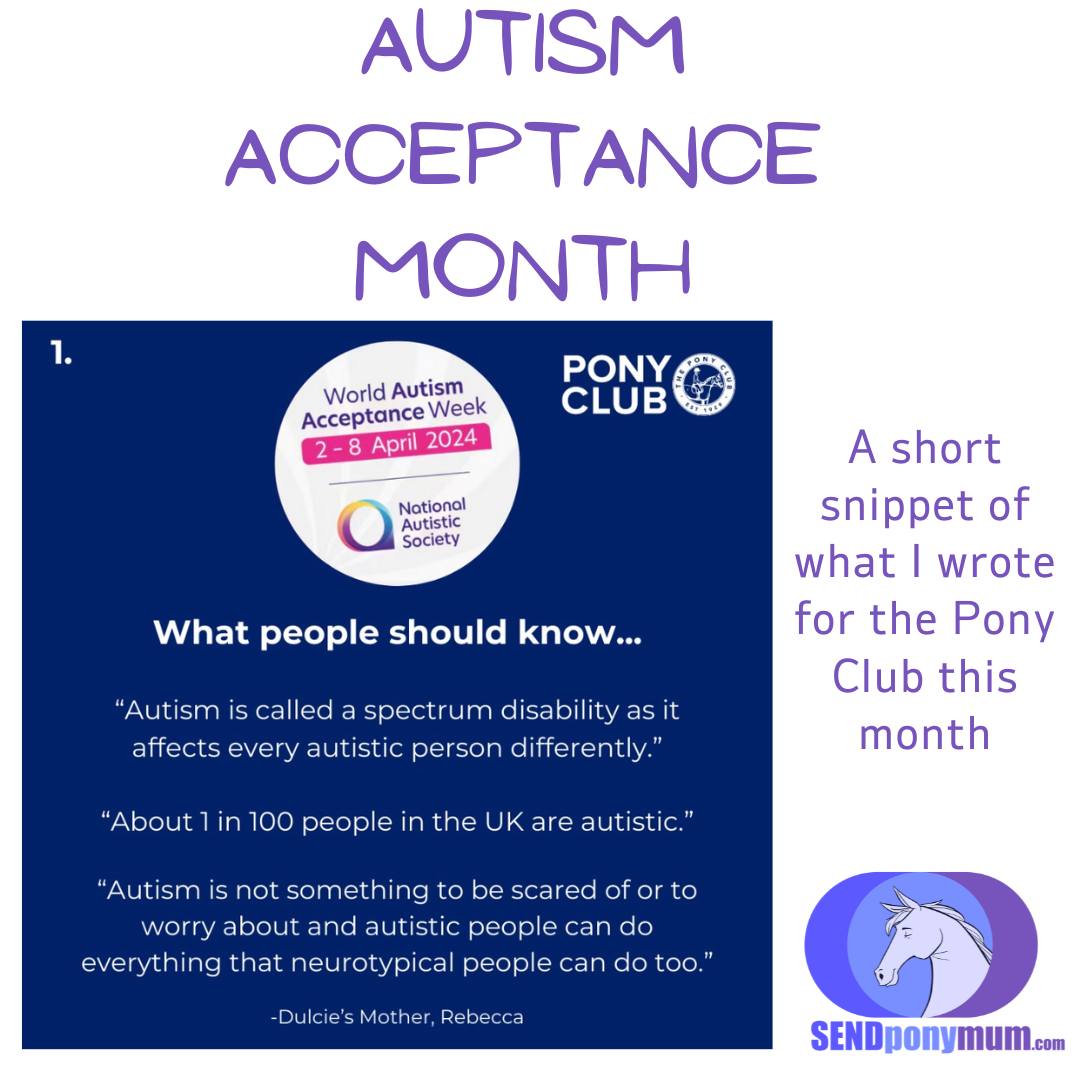 AUTISM
ACCEPTANCE
MONTH
1.
World Autism
Acceptance Week
2 – 8 April 2024
National
Autistic
Society
PONY
CLUB
THE PONY CLUB
EST 1929
What people should know...
“Autism is called a spectrum disability as it
affects every autistic person differently.”
“About 1 in 100 people in the UK are autistic.”
“Autism is not something to be scared of or to
worry about and autistic people can do
everything that neurotypical people can do too.”
-Dulcie’s Mother, Rebecca
A short
snippet of
what I wrote
for the Pony
Club this
month
SENDponymum.com